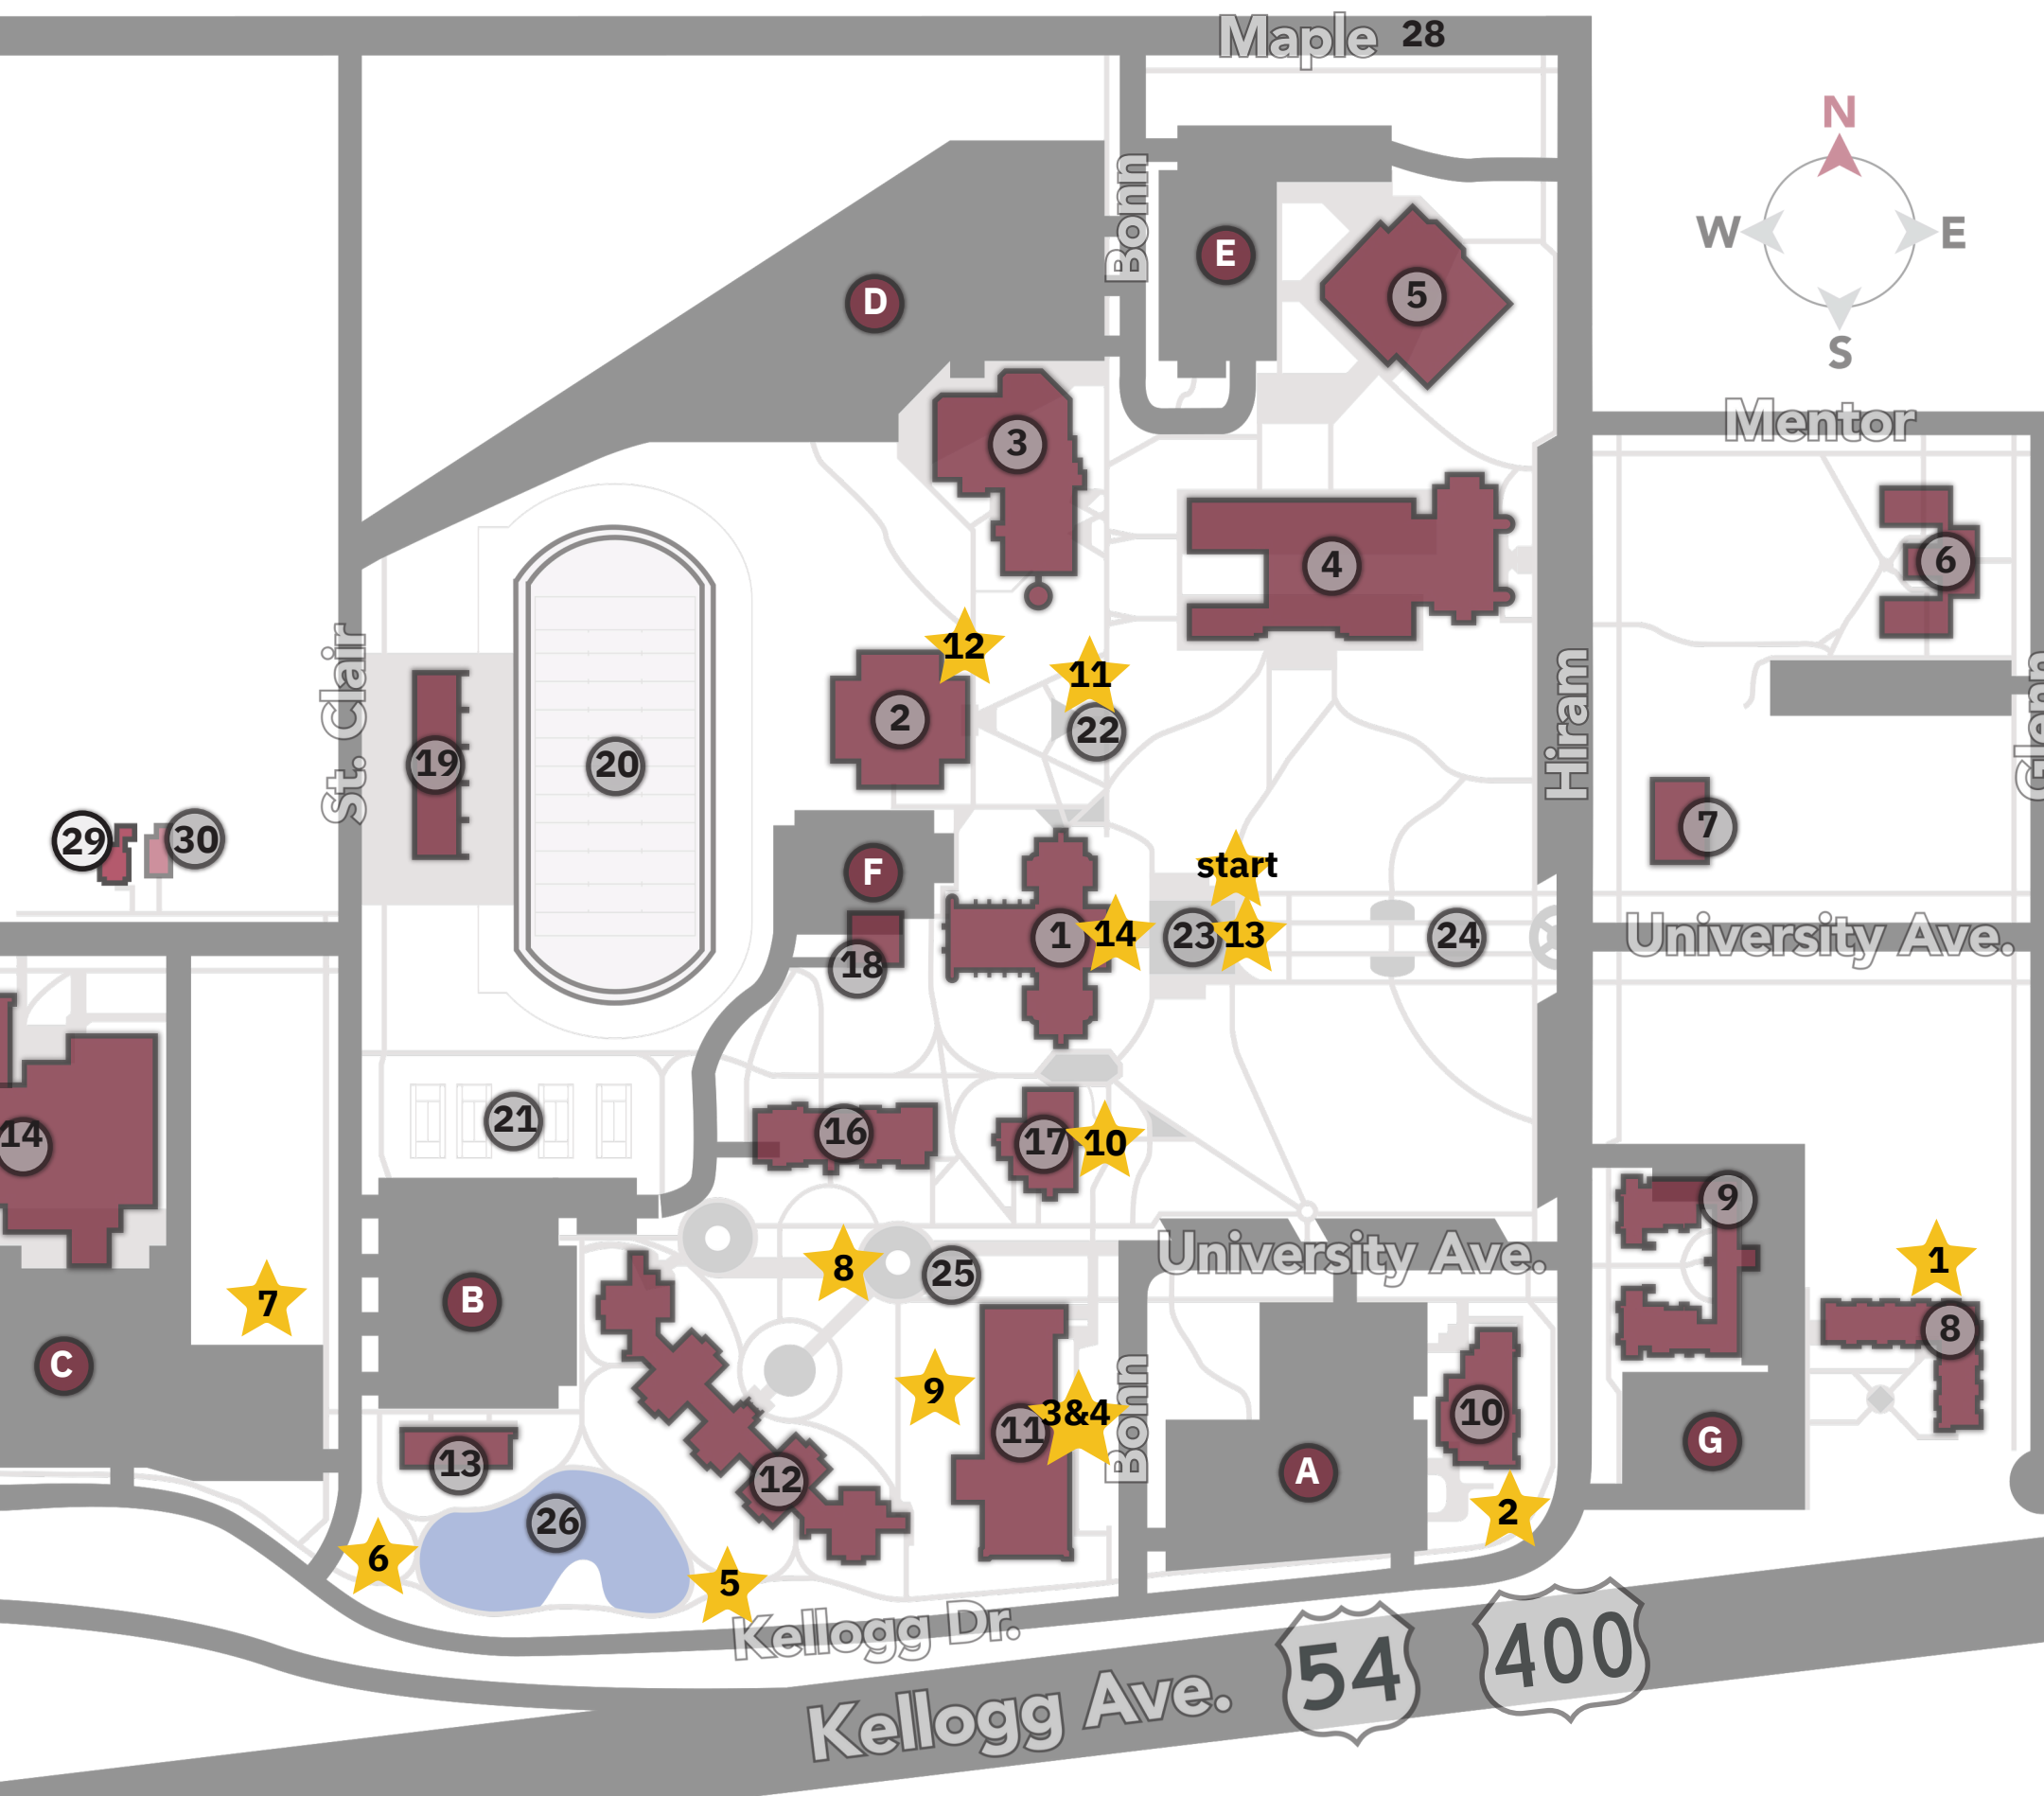 Maple 28
N
W E
S
Bonn
E
5
D
Mentor
3
4
6
St. Clair
12
11
2
22
Hiram
Glenn
19
20
7
29
30
start
F
1
14
23
13
24
University Ave.
18
14
21
16
17
10
9
University Ave.
1
8
25
7
B
8
C
9
11
3&4
Bonn
10
G
13
12
A
26
2
6
5
Kellogg Dr.
54
400
Kellogg Ave.